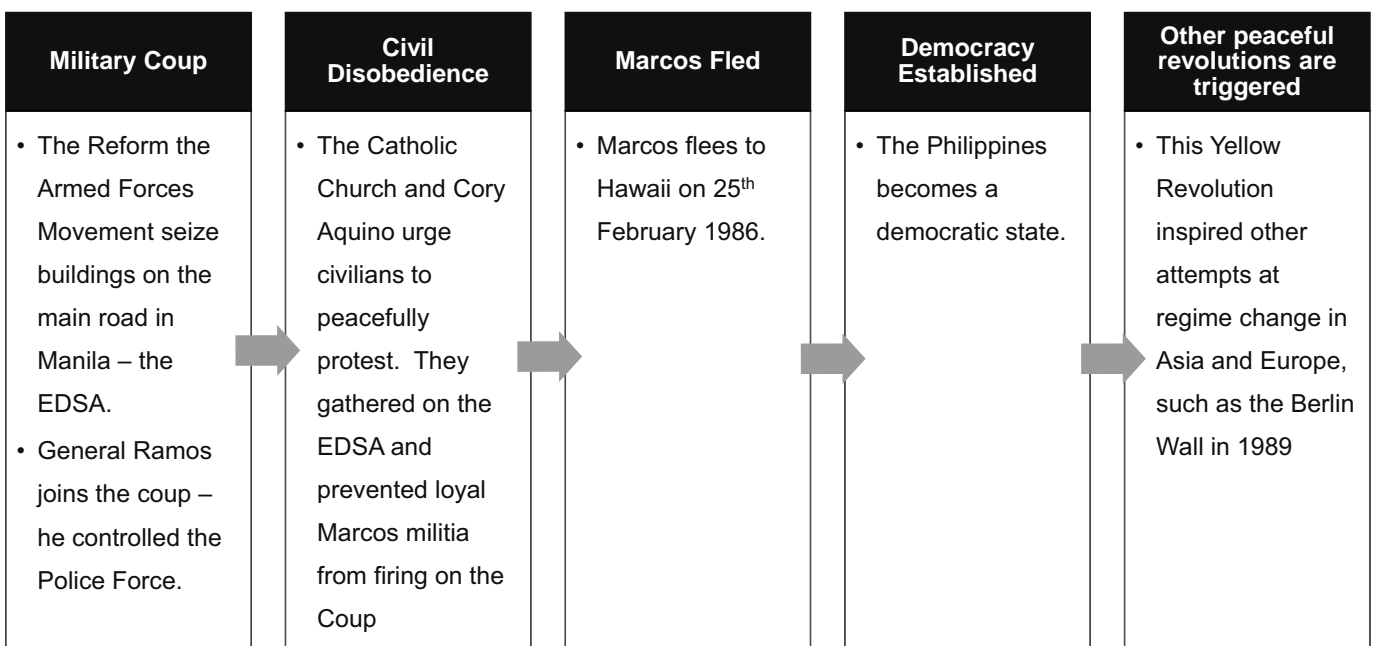 Military Coup
• The Reform the
Armed Forces
Movement seize
buildings on the
main road in
Manila – the
EDSA.
• General Ramos
joins the coup –
he controlled the
Police Force.
Civil
Disobedience
• The Catholic
Church and Cory
Aquino urge
civilians to
peacefully
protest.  They
gathered on the
EDSA and
prevented loyal
Marcos militia
from firing on the
Coup
Marcos Fled
• Marcos flees to
Hawaii on 25th
February 1986.
Democracy
Established
• The Philippines
becomes a
democratic state.
Other peaceful
revolutions are
triggered
• This Yellow
Revolution
inspired other
attempts at
regime change in
Asia and Europe,
such as the Berlin
Wall in 1989